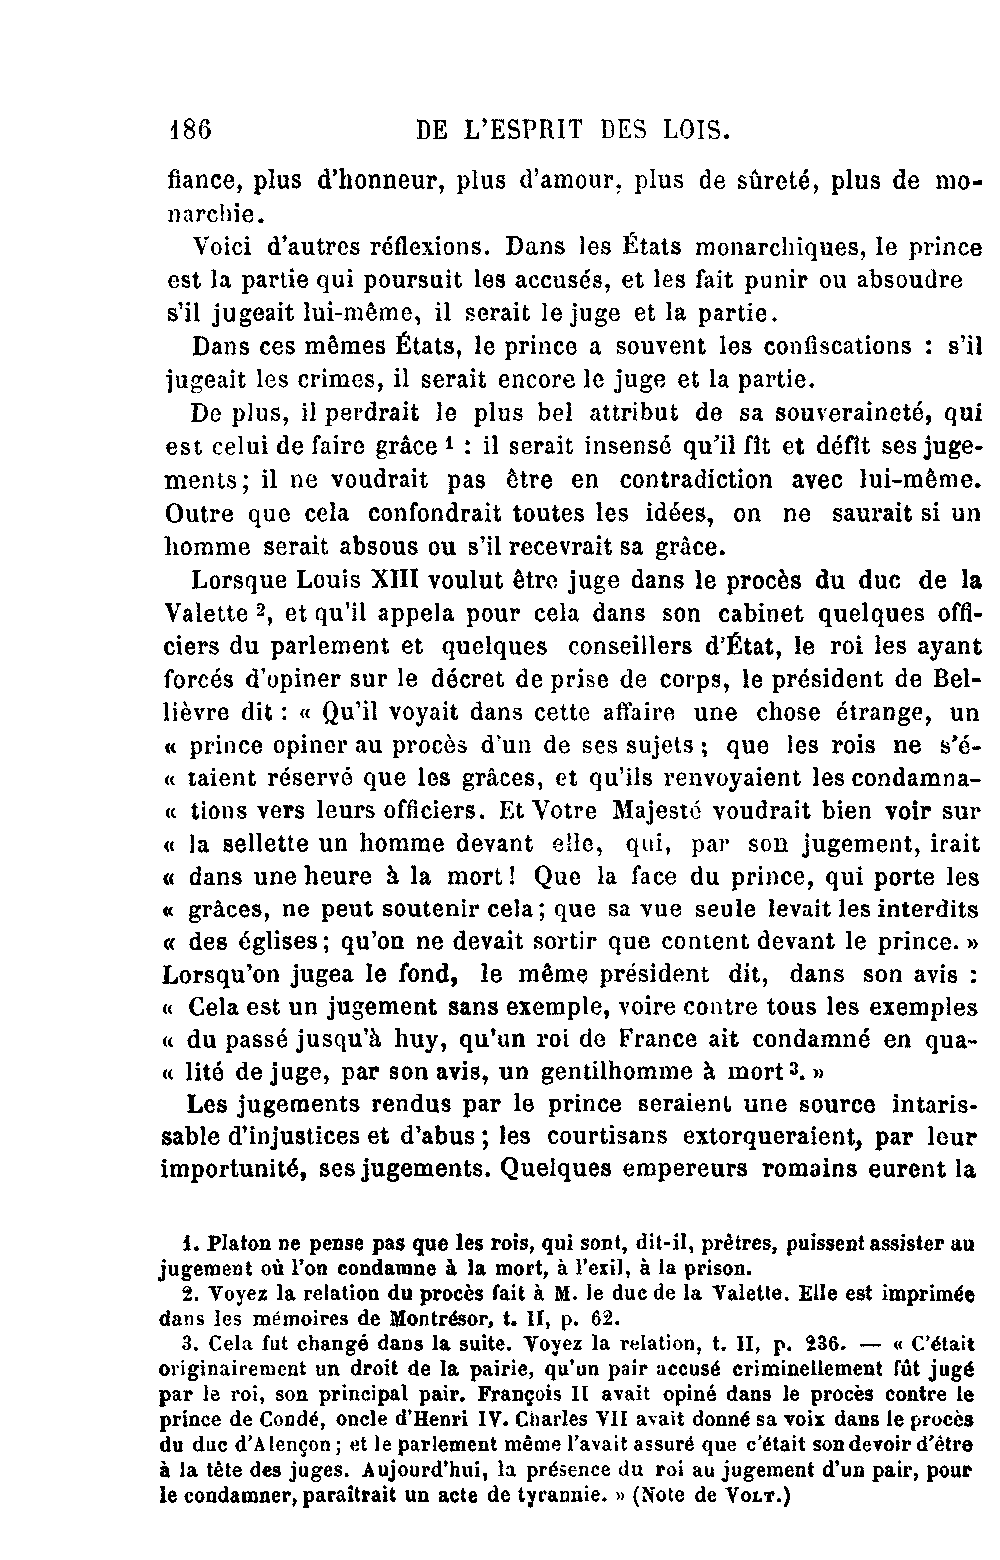 186 DE L'ESPRIT DES LOIS.
fiance, plus d'honneur, plus d'amour, plus de sûreté, plus de mo-
narchie.
Voici d'autres réflexions. Dans les États monarchiques, le prince
est la partie qui poursuit les accusés, et les fait punir ou absoudre
s'il jugeait lui-même, il serait le juge et la partie.
Dans ces mêmes États, le prince a souvent les confiscations : s'il
jugeait les crimes, il serait encore le juge et la partie.
De plus, il perdrait le plus bel attribut de sa souveraineté, qui
est celui de faire grâce 1 : il serait insensé qu'il fît et défît ses juge-
ments; il ne voudrait pas être en contradiction avec lui-même.
Outre que cela confondrait toutes les idées, on ne saurait si un
homme serait absous ou s'il recevrait sa grâce.
Lorsque Louis XIII voulut être juge dans le procès du duc de la
Valette 2, et qu'il appela pour cela dans son cabinet quelques offi-
ciers du parlement et quelques conseillers d'État, le roi les ayant
forcés d'opiner sur le décret de prise de corps, le président de Bel-
lièvre dit : « Qu'il voyait dans cette affaire une chose étrange, un
« prince opiner au procès d'un de ses sujets; que les rois ne s'é-
« taient réservé que les grâces, et qu'ils renvoyaient les condamna-
« tions vers leurs officiers. Et Votre Majesté voudrait bien voir sur
« la sellette un homme devant elle, qui, par son jugement, irait
« dans une heure à la mort! Que la face du prince, qui porte les
« grâces, ne peut soutenir cela; que sa vue seule levait les interdits
« des églises; qu'on ne devait sortir que content devant le prince. »
Lorsqu'on jugea le fond, le même président dit, dans son avis :
« Cela est un jugement sans exemple, voire contre tous les exemples
« du passé jusqu'à huy, qu'un roi de France ait condamné en qua-
« lité de juge, par son avis, un gentilhomme à mort 3. »
Les jugements rendus par le prince seraient une source intaris-
sable d'injustices et d'abus; les courtisans extorqueraient, par leur
importunité, ses jugements. Quelques empereurs romains eurent la
1. Platon ne pense pas que les rois, qui sont, dit-il, prêtres, puissent assister au
jugement où l'on condamne à la mort, à l'exil, à la prison.
2. Voyez la relation du procès fait à M. le duc de la Valette. Elle est imprimée
dans les mémoires de Montrésor, t. II, p. 62.
3. Cela fut changé dans la suite. Voyez la relation, t. II, p. 236. — « C'était
originairement un droit de la pairie, qu'un pair accusé criminellement fût jugé
par le roi, son principal pair. François II avait opiné dans le procès contre le
prince de Condé, oncle d'Henri IV. Charles VII avait donné sa voix dans le procès
du duc d'Alençon; et le parlement même l'avait assuré que c'était son devoir d'être
à la tête des juges. Aujourd'hui, la présence du roi au jugement d'un pair, pour
le condamner, paraîtrait un acte de tyrannie. » (Note de VOLT.)